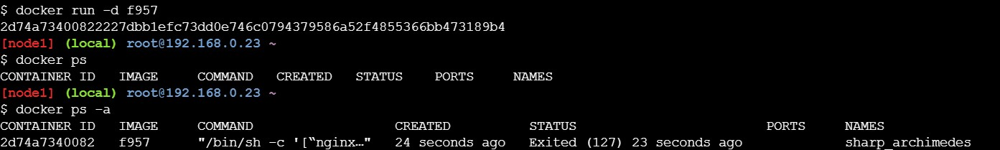 $ docker run -d f957
2d74a73400822227dbb1efc73dd0e746c0794379586a52f4855366bb473189b4
[node1] (local) root@192.168.0.23 ~
$ docker ps
CONTAINER ID   IMAGE     COMMAND   CREATED   STATUS    PORTS     NAMES
[node1] (local) root@192.168.0.23 ~
$ docker ps -a
CONTAINER ID   IMAGE     COMMAND                  CREATED          STATUS                        PORTS     NAMES
2d74a7340082   f957      "/bin/sh -c '[“nginx…"   24 seconds ago   Exited (127) 23 seconds ago             sharp_archimedes